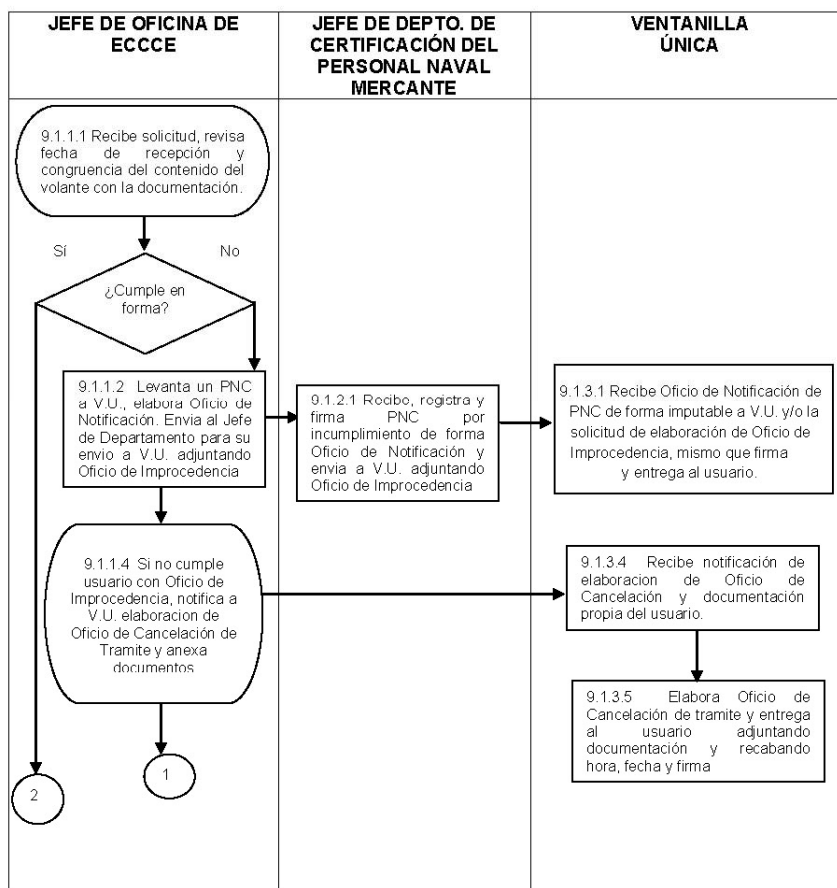 JEFE DE OFICINA DE
ECCCE
JEFE DE DEPTO. DE
CERTIFICACIÓN DEL
PERSONAL NAVAL
MERCANTE
VENTANILLA
ÚNICA
9.1.1.1 Recibe solicitud, revisa
fecha de recepción y
congruencia del contenido del
volante con la documentación.
Sí
No
¿Cumple en
forma?
9.1.1.2 Levanta un PNC
a V.U., elabora Oficio de
Notificación. Envia al Jefe
de Departamento para su
envio a V.U. adjuntando
Oficio de Improcedencia
9.1.2.1 Recibe, registra y
firma PNC por
incumplimiento de forma
Oficio de Notificación y
envia a V.U. adjuntando
Oficio de Improcedencia
9.1.3.1 Recibe Oficio de Notificación de
PNC de forma imputable a V.U. y/o la
solicitud de elaboración de Oficio de
Improcedencia, mismo que firma
y entrega al usuario.
9.1.1.4 Si no cumple
usuario con Oficio de
Improcedencia, notifica a
V.U. elaboracion de
Oficio de Cancelación de
Tramite y anexa
documentos
9.1.3.4 Recibe notificación de
elaboracion de Oficio de
Cancelación y documentación
propia del usuario.
9.1.3.5 Elabora Oficio de
Cancelación de tramite y entrega
al usuario adjuntando
documentación y recabando
hora, fecha y firma
1
2